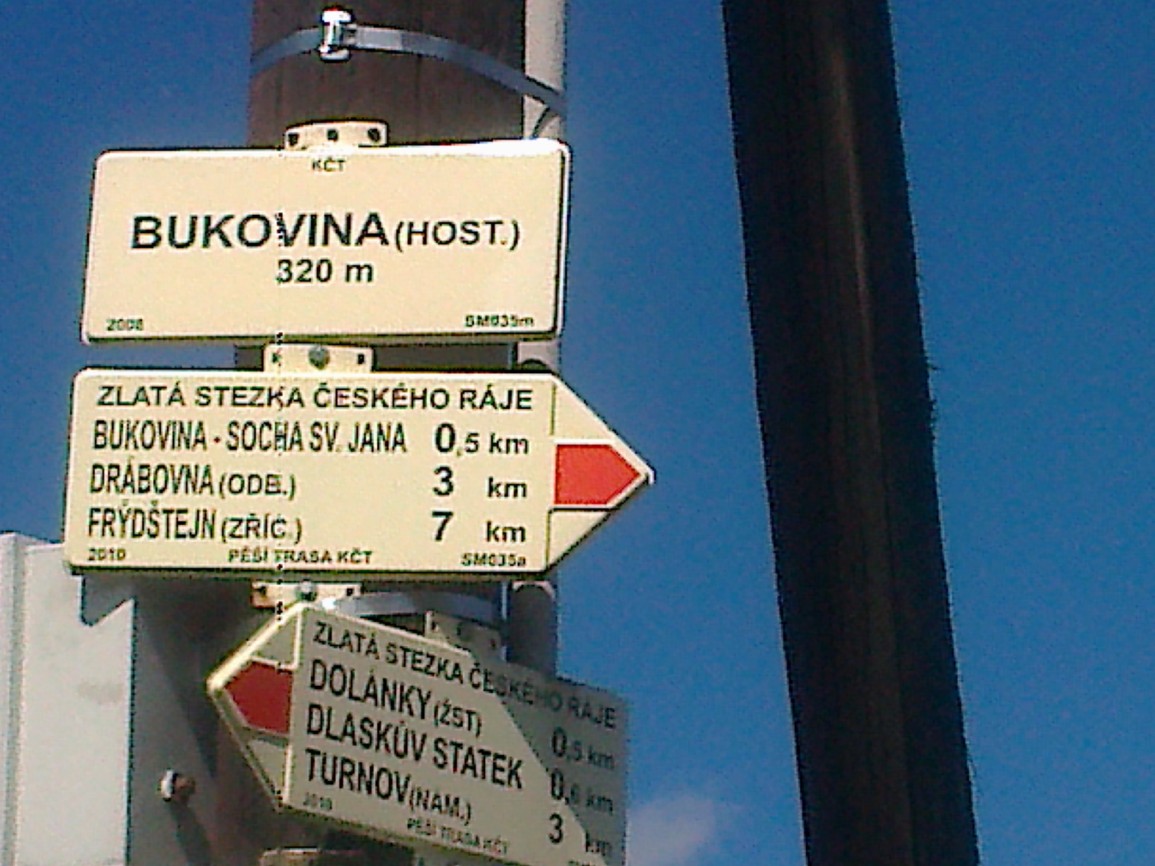 KČT
BUKOVINA (HOST.)
320 m
2008 SM035m
ZLATÁ STEZKA ČESKÉHO RÁJE
BUKOVINA - SOCHA SV. JANA 0,5 km
DRÁBOVNA (ODB.) 3 km
FRÝDŠTEJN (ZŘÍC.) 7 km
2010 PĚŠÍ TRASA KČT SM035a
ZLATÁ STEZKA ČESKÉHO RÁJE
DOLÁNKY (ŽST) 0,5 km
DLASKŮV STATEK 0,6 km
TURNOV (NÁM.) 3 km
2010 PĚŠÍ TRASA KČT